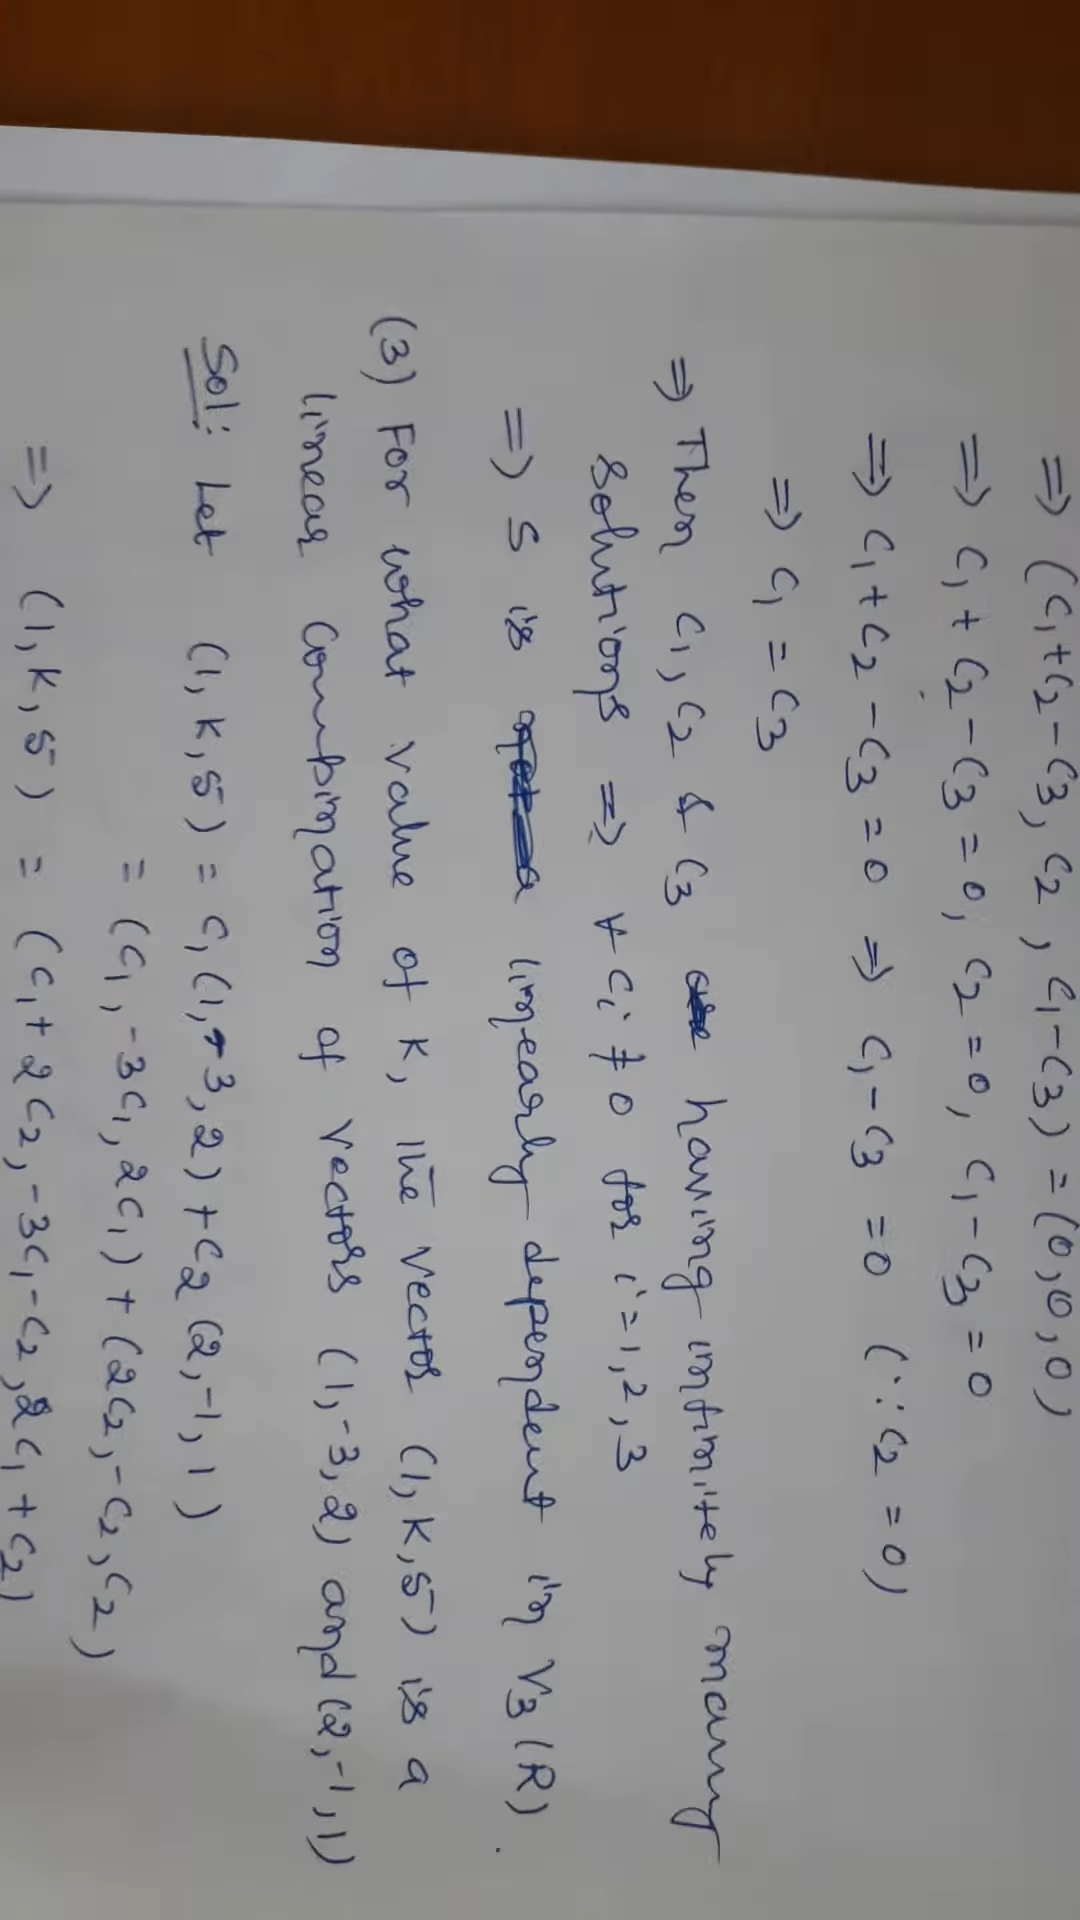 ⇒ (c₁+c₂-c₃, c₂, c₁-c₃) = (0,0,0)
⇒ c₁+c₂-c₃=0, c₂=0, c₁-c₃=0
⇒ c₁+c₂-c₃=0 ⇒ c₁-c₃=0 (∵c₂=0)
⇒ c₁=c₃
⇒ Then c₁,c₂ & c₃ having infinitely many
solutions ⇒ ∀ cᵢ≠0 for i=1,2,3
⇒ S is linearly dependent in V₃(R).
(3) For what value of K, the vector (1,K,5) is a
linear combination of vectors (1,-3,2) and (2,-1,1)
Sol: Let (1,K,5) = c₁(1,-3,2)+c₂(2,-1,1)
= (c₁,-3c₁,2c₁)+(2c₂,-c₂,c₂)
⇒ (1,K,5) = (c₁+2c₂,-3c₁-c₂,2c₁+c₂)